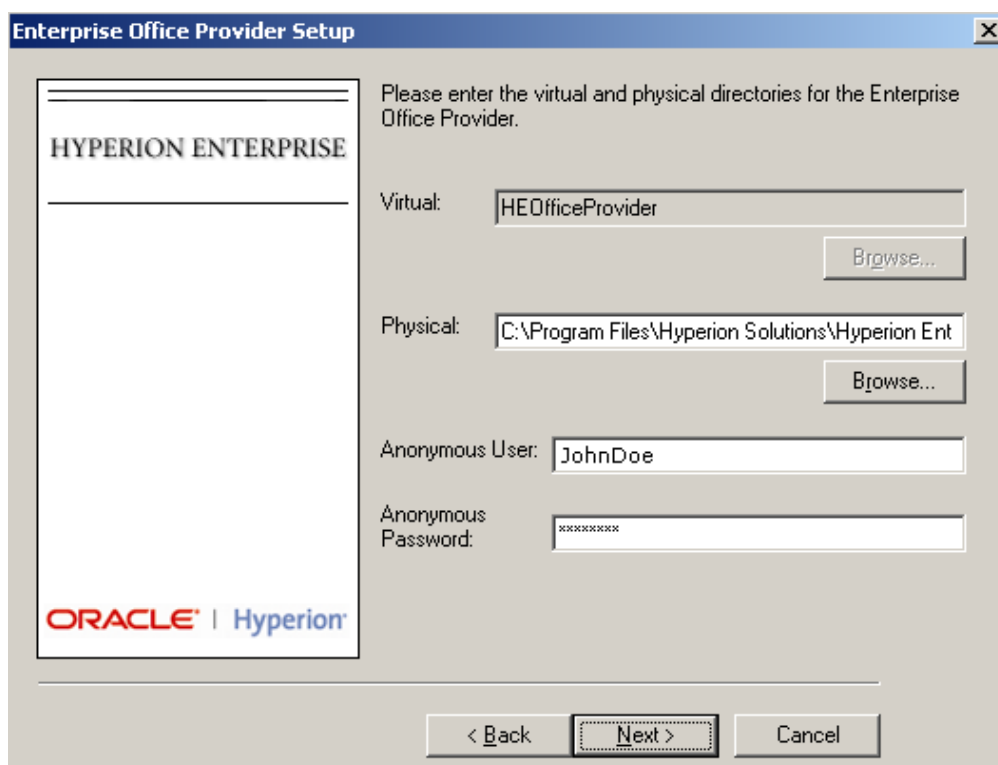 Enterprise Office Provider Setup
HYPERION ENTERPRISE
ORACLE | Hyperion
Please enter the virtual and physical directories for the Enterprise
Office Provider.
Virtual: HEOfficeProvider
Browse...
Physical: C:\Program Files\Hyperion Solutions\Hyperion Ent
Browse...
Anonymous User: JohnDoe
Anonymous
Password: ××××××××
< Back Next > Cancel